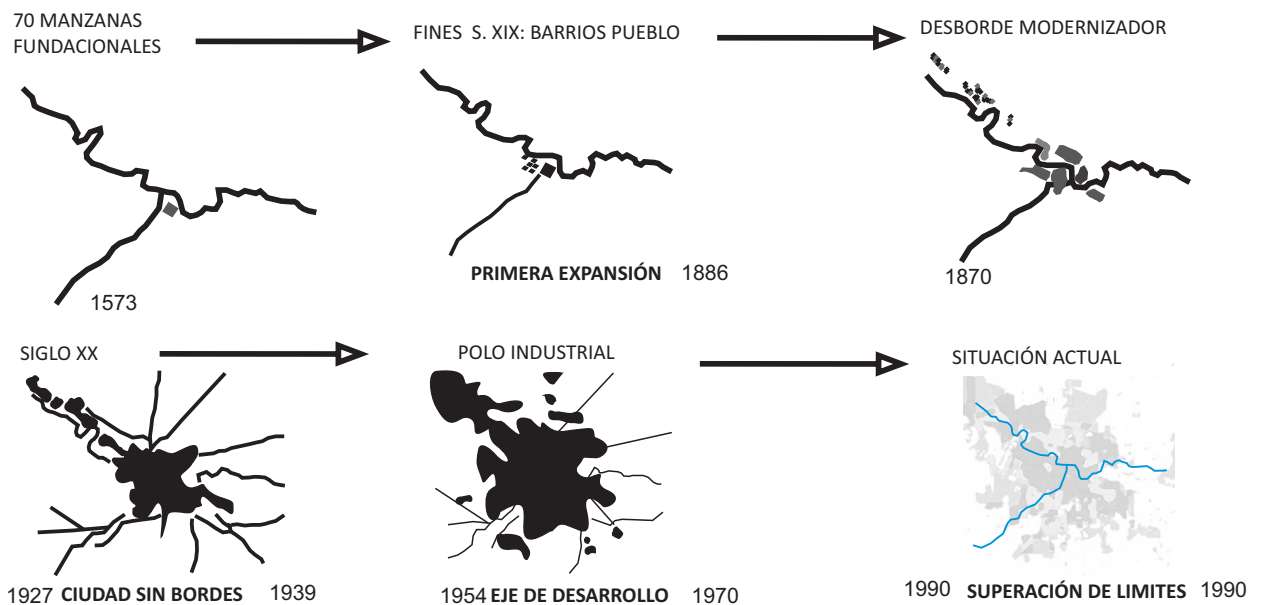 70 MANZANAS
FUNDACIONALES
FINES S. XIX: BARRIOS PUEBLO
DESBORDE MODERNIZADOR
1573
PRIMERA EXPANSIÓN 1886
1870
SIGLO XX
POLO INDUSTRIAL
SITUACIÓN ACTUAL
1927 CIUDAD SIN BORDES 1939
1954 EJE DE DESARROLLO 1970
1990 SUPERACIÓN DE LIMITES 1990